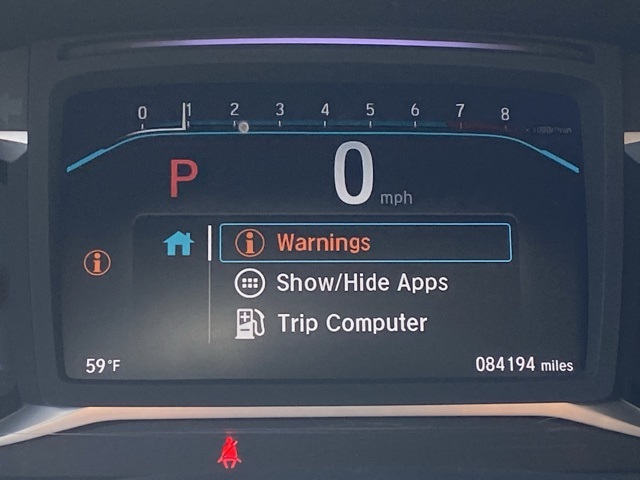 0 1 2 3 4 5 6 7 8
P 0 mph
Warnings
Show/Hide Apps
Trip Computer
59°F 084194 miles